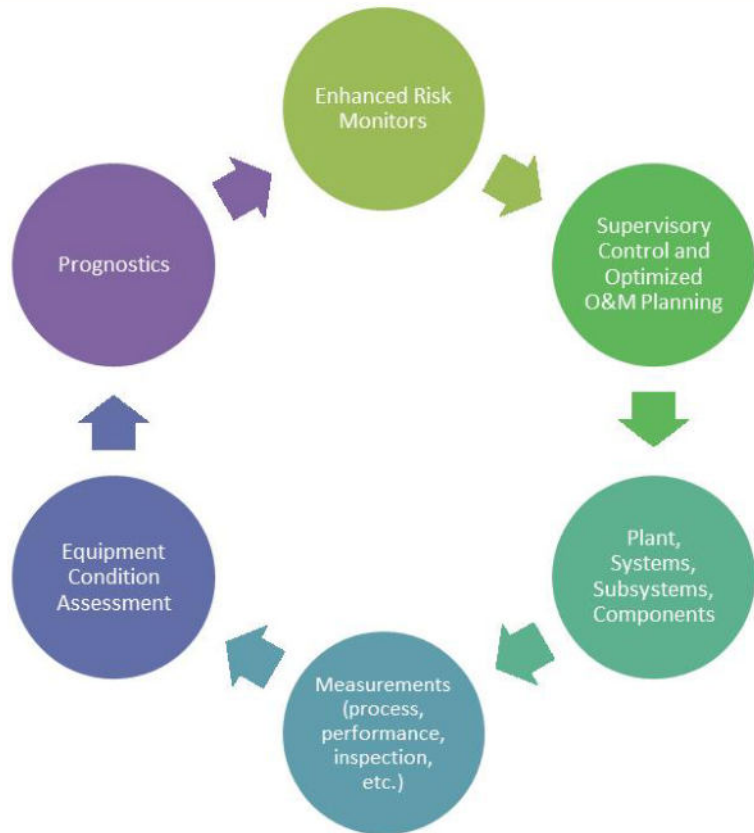 Enhanced Risk
Monitors
Supervisory
Control and
Optimized
O&M Planning
Plant,
Systems,
Subsystems,
Components
Measurements
(process,
performance,
inspection,
etc.)
Equipment
Condition
Assessment
Prognostics